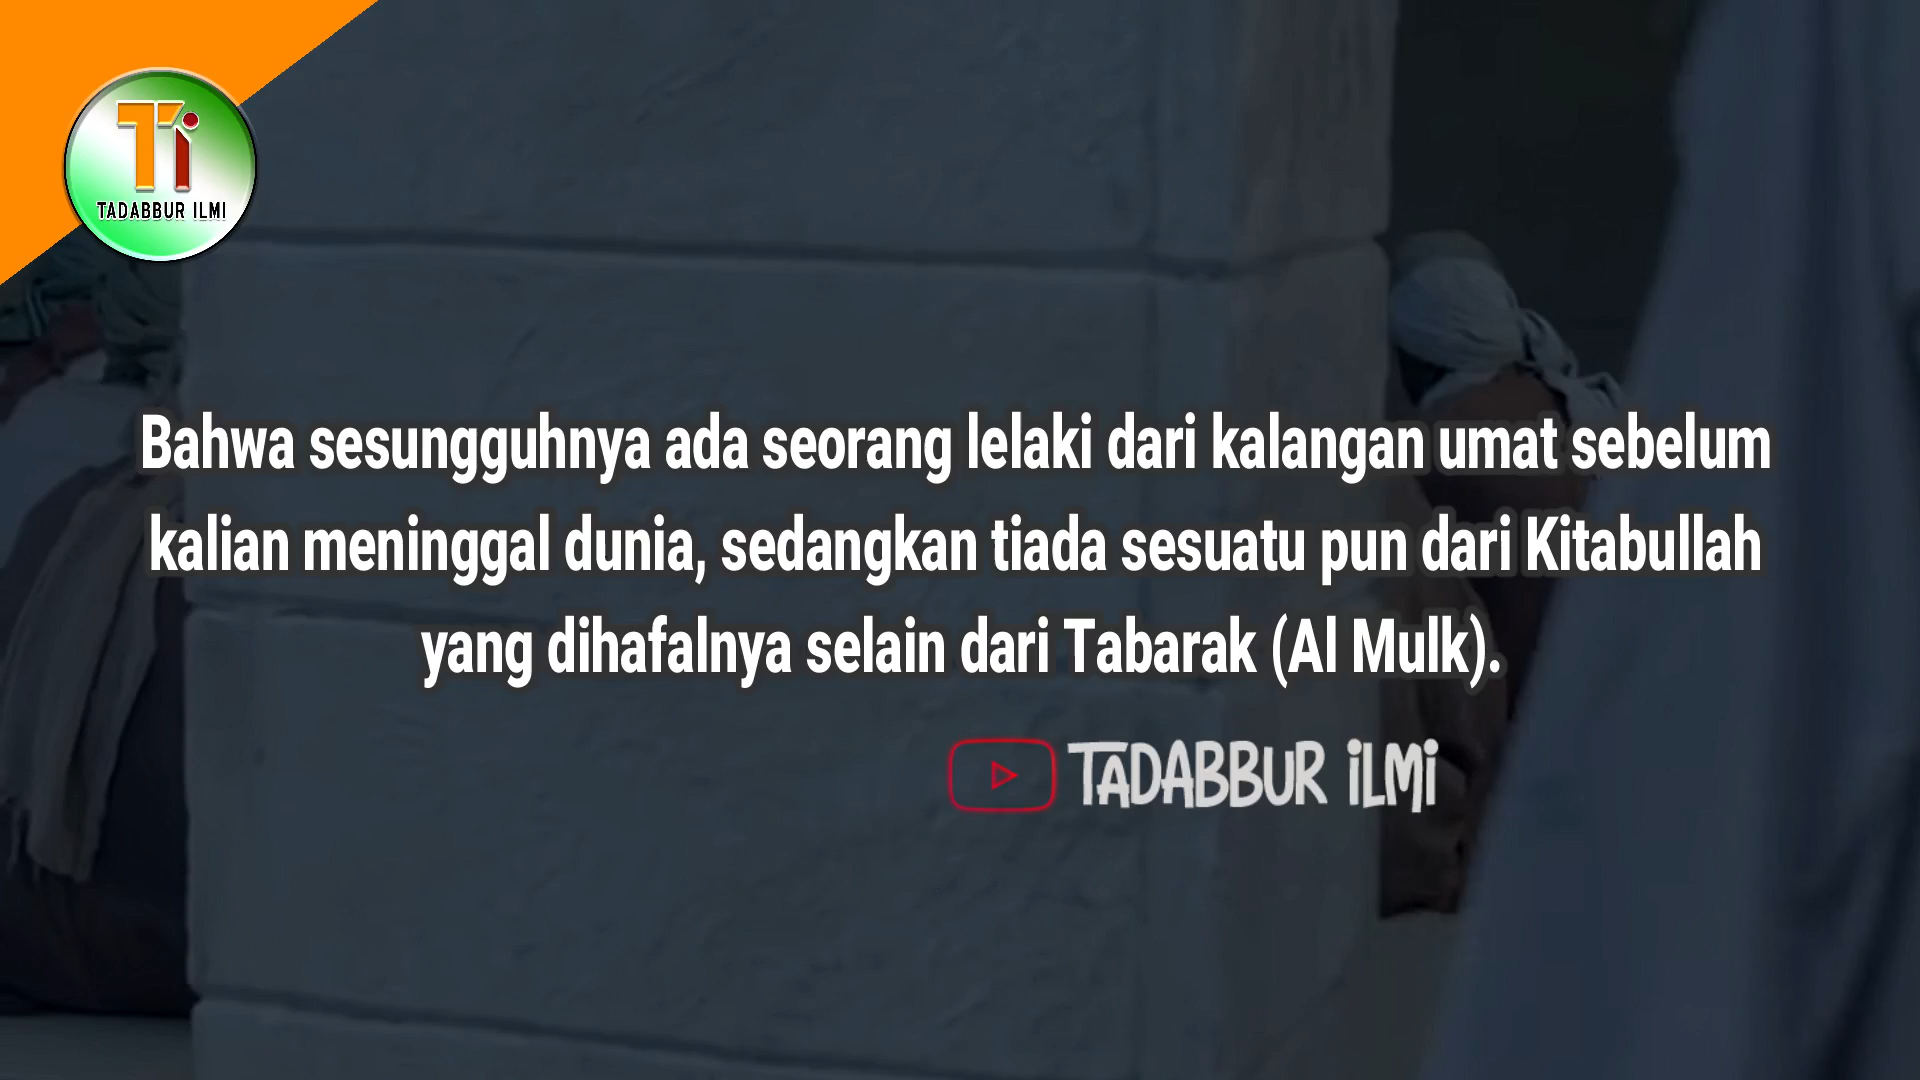 Ti
TADABBUR ILMI
Bahwa sesungguhnya ada seorang lelaki dari kalangan umat sebelum
kalian meninggal dunia, sedangkan tiada sesuatu pun dari Kitabullah
yang dihafalnya selain dari Tabarak (Al Mulk).
TADABBUR iLMi